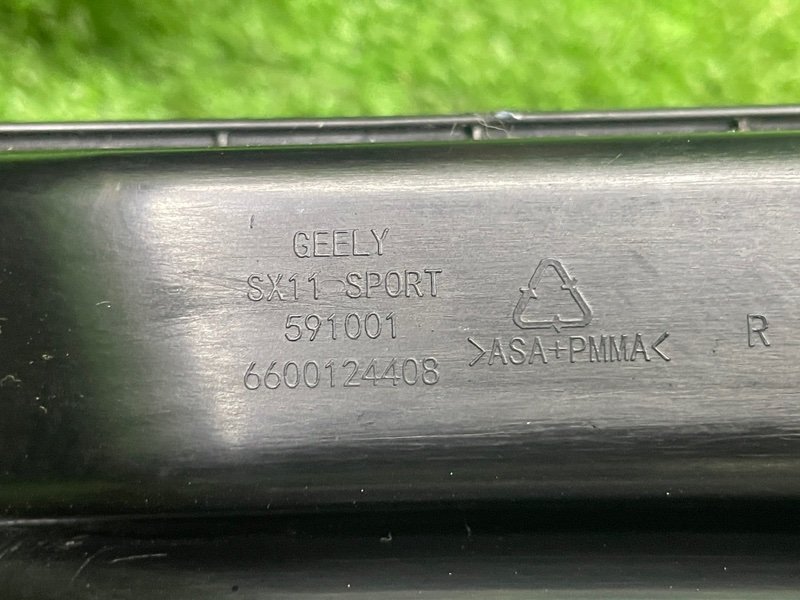 GEELY
SX11 SPORT
591001
6600124408
>ASA+PMMA<
R